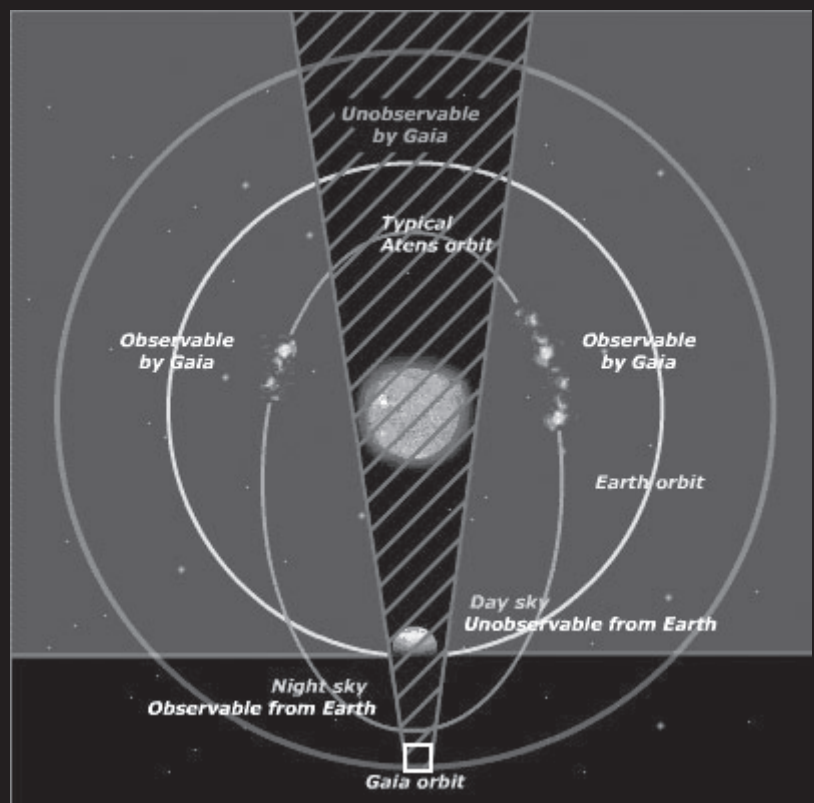 Unobservable
by Gaia
Typical
Atens orbit
Observable
by Gaia
Observable
by Gaia
Earth orbit
Day sky
Unobservable from Earth
Night sky
Observable from Earth
Gaia orbit